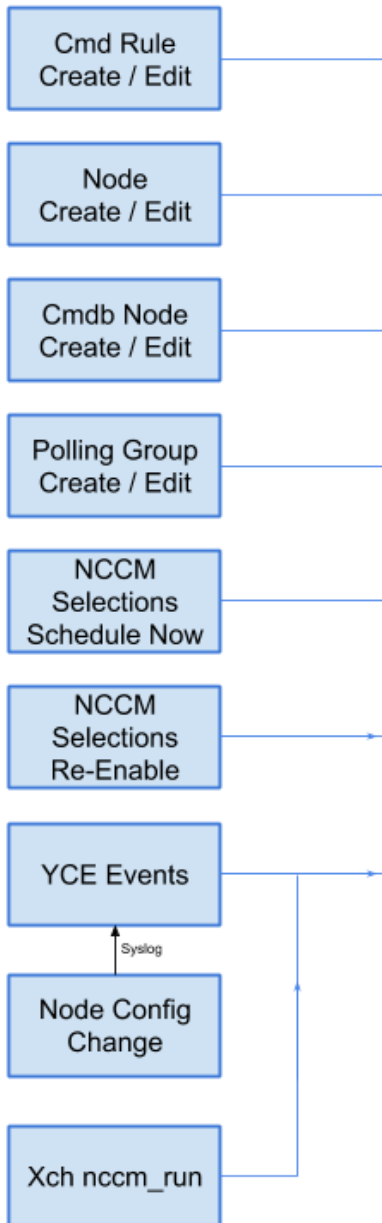 Cmd Rule
Create / Edit
Node
Create / Edit
Cmdb Node
Create / Edit
Polling Group
Create / Edit
NCCM
Selections
Schedule Now
NCCM
Selections
Re-Enable
YCE Events
Syslog
Node Config
Change
Xch nccm_run